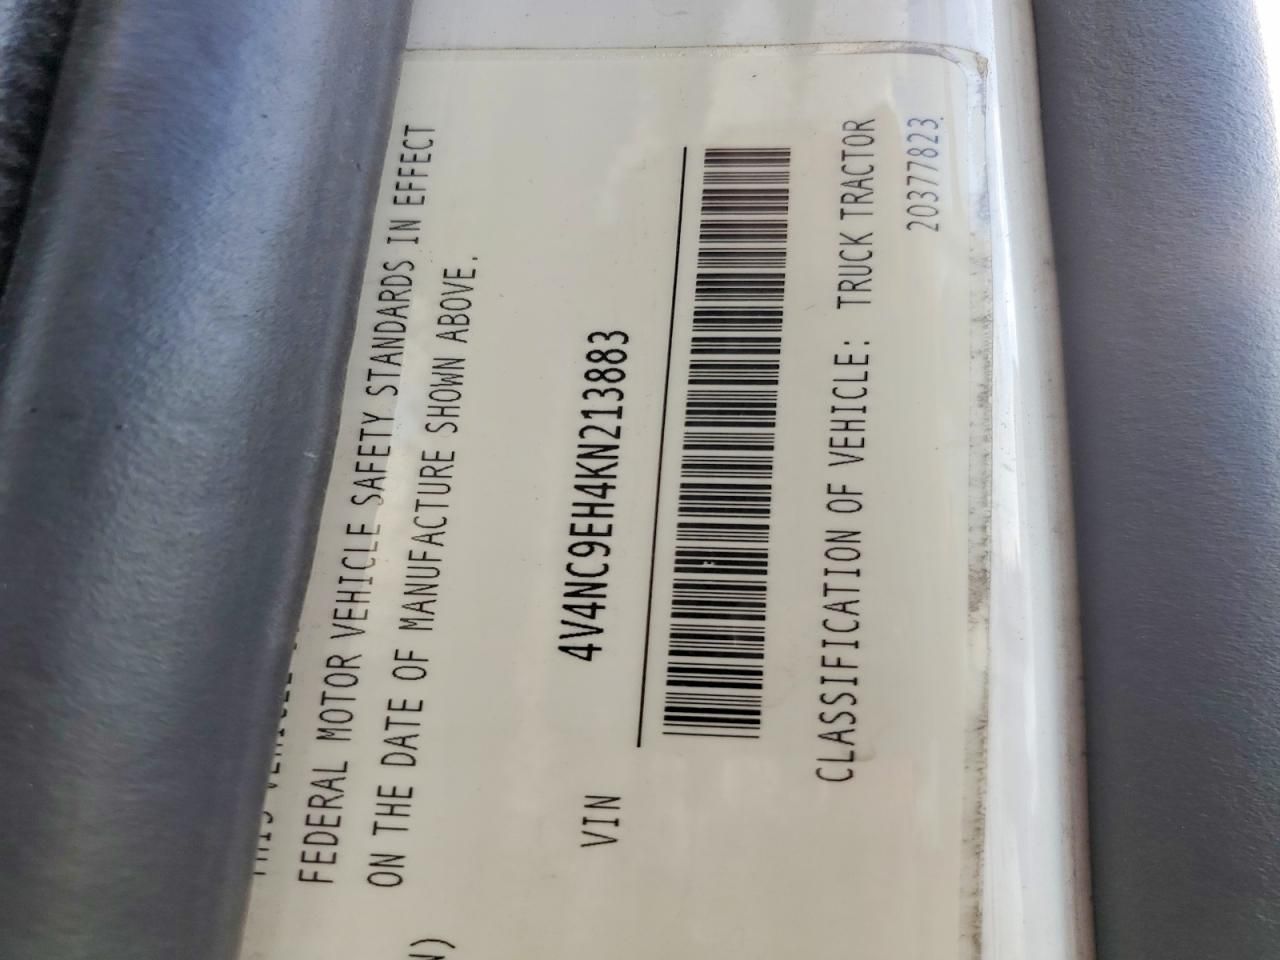 FEDERAL MOTOR VEHICLE SAFETY STANDARDS IN EFFECT
ON THE DATE OF MANUFACTURE SHOWN ABOVE.
VIN 4V4NC9EH4KN213883
CLASSIFICATION OF VEHICLE: TRUCK TRACTOR
20377823